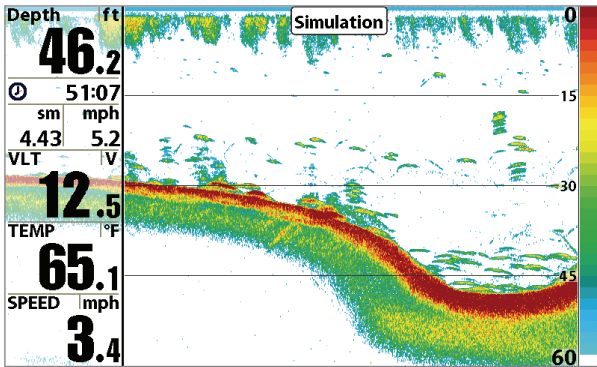 Depth ft
46.2
51:07
sm mph
4.43 5.2
VLT V
12.5
TEMP °F
65.1
SPEED mph
3.4
Simulation
0
15
30
45
60